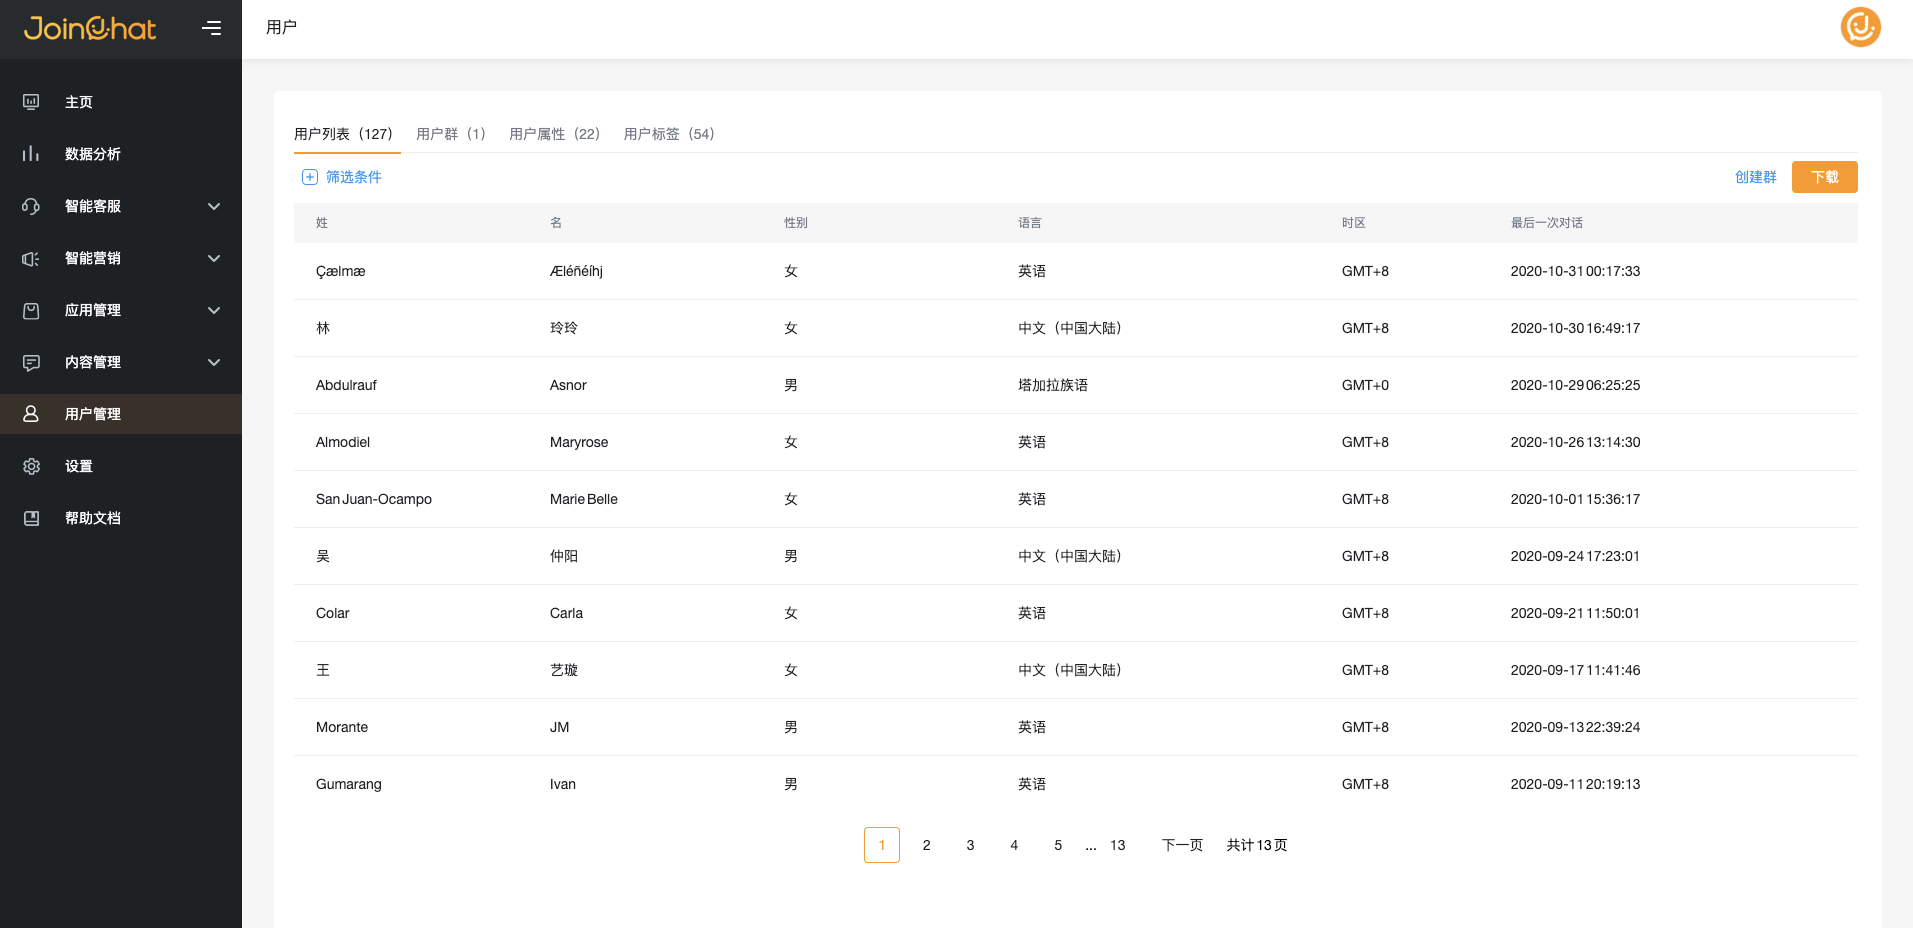 JoinChat
用户
主页
数据分析
智能客服
智能营销
应用管理
内容管理
用户管理
设置
帮助文档
用户列表（127） 用户群（1） 用户属性（22） 用户标签（54）
筛选条件 创建群 下载
姓 名 性别 语言 时区 最后一次对话
Çælmæ Æléñéíhj 女 英语 GMT+8 2020-10-31 00:17:33
林 玲玲 女 中文（中国大陆） GMT+8 2020-10-30 16:49:17
Abdulrauf Asnor 男 塔加拉族语 GMT+0 2020-10-29 06:25:25
Almodiel Maryrose 女 英语 GMT+8 2020-10-26 13:14:30
San Juan-Ocampo Marie Belle 女 英语 GMT+8 2020-10-01 15:36:17
吴 仲阳 男 中文（中国大陆） GMT+8 2020-09-24 17:23:01
Colar Carla 女 英语 GMT+8 2020-09-21 11:50:01
王 艺璇 女 中文（中国大陆） GMT+8 2020-09-17 11:41:46
Morante JM 男 英语 GMT+8 2020-09-13 22:39:24
Gumarang Ivan 男 英语 GMT+8 2020-09-11 20:19:13
1 2 3 4 5 ... 13 下一页 共计 13 页